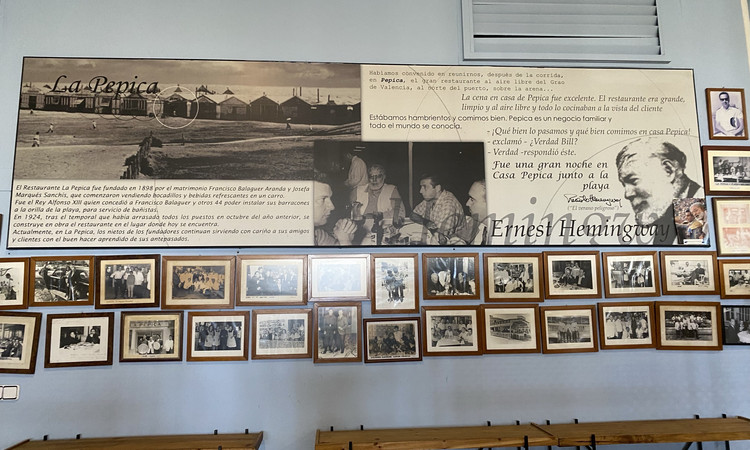 La Pepica
Hablamos convenido en reunirnos, después de la corrida,
en Pepica, el gran restaurante al aire libre del Grao
de Valencia, al norte del puerto, sobre la arena...
La cena en casa de Pepica fue excelente. El restaurante era grande,
limpio y al aire libre y todo lo cocinaban a la vista del cliente
Estábamos hambrientos y comimos bien. Pepica es un negocio familiar y
todo el mundo se conocía.
- ¡Qué bien lo pasamos y qué bien comimos en casa Pepica!
- exclamó - ¿Verdad Bill?
- Verdad -respondió éste.
Fue una gran noche en
Casa Pepica junto a la
playa
"El verano peligroso"
Ernest Hemingway
Hemingway
El Restaurante La Pepica fue fundado en 1898 por el matrimonio Francisco Balaguer Aranda y Josefa
Marqués Sanchis, que comenzaron vendiendo bocadillos y bebidas refrescantes en un carro.
Fue el Rey Alfonso XIII quien concedió a Francisco Balaguer y otros 44 poder instalar sus barracones
a la orilla de la playa, para servicio de bañistas.
En 1924, tras el temporal que había arrasado todos los puestos en octubre del año anterior, se
construye en obra el restaurante en el lugar donde hoy se encuentra.
Actualmente, en La Pepica, los nietos de los fundadores continuan sirviendo con cariño a sus amigos
y clientes con el buen hacer aprendido de sus antepasados.